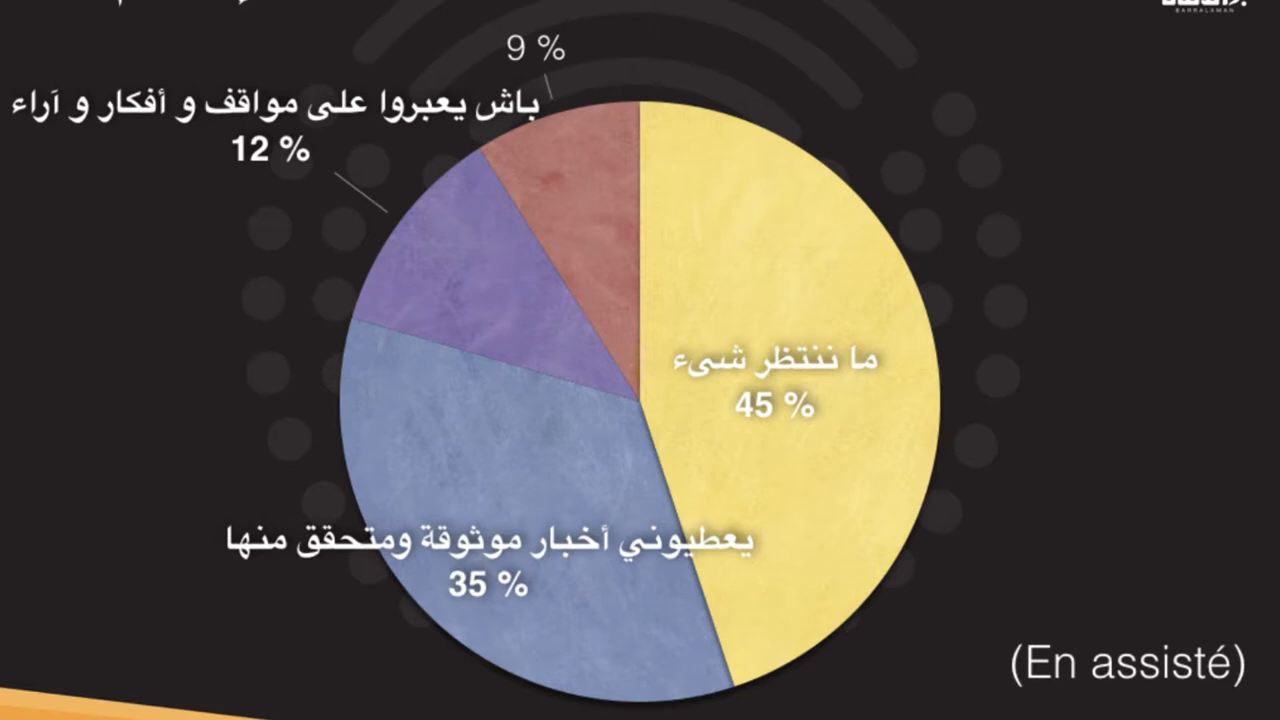 9 %
باش يعبروا على مواقف و أفكار و آراء
12 %
ما ننتظر شىء
45 %
يعطيوني أخبار موثوقة ومتحقق منها
35 %
(En assisté)